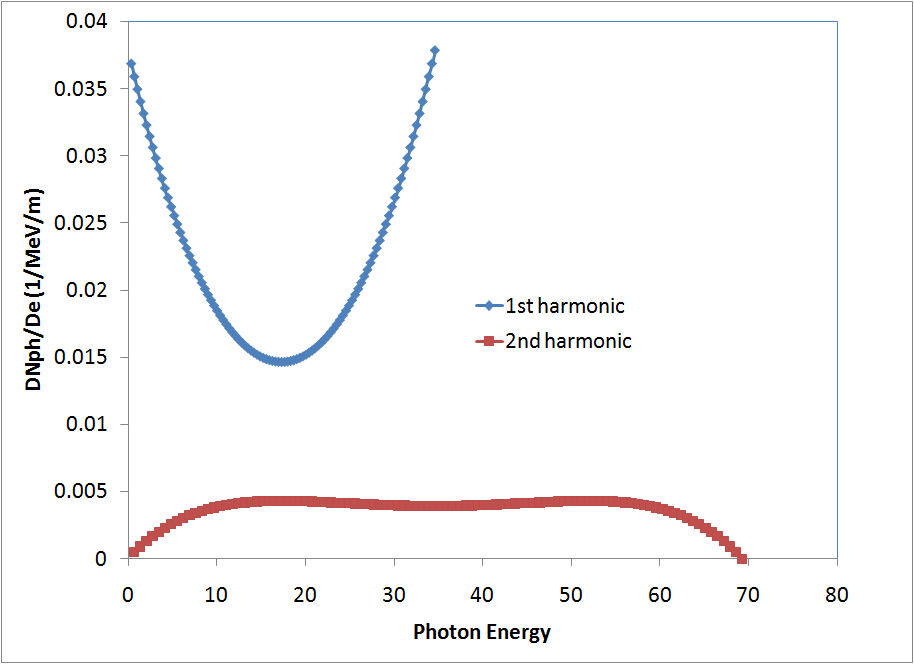 0.04
0.035
0.03
0.025
0.02
0.015
0.01
0.005
0
DNph/De (1/MeV/m)
1st harmonic
2nd harmonic
0 10 20 30 40 50 60 70 80
Photon Energy